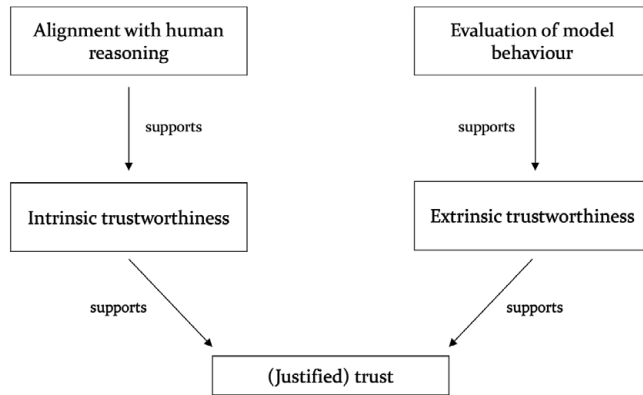 Alignment with human
reasoning
Evaluation of model
behaviour
supports
supports
Intrinsic trustworthiness
Extrinsic trustworthiness
supports
supports
(Justified) trust